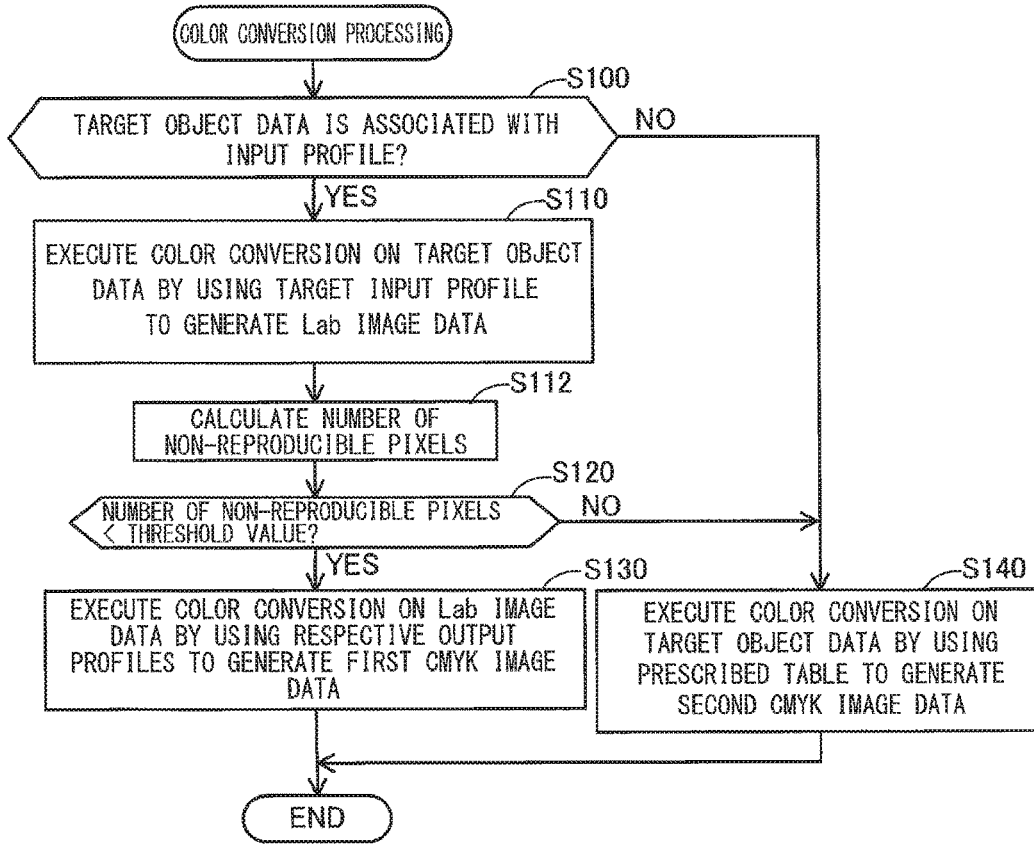 COLOR CONVERSION PROCESSING
S100
TARGET OBJECT DATA IS ASSOCIATED WITH
INPUT PROFILE?
NO
YES
S110
EXECUTE COLOR CONVERSION ON TARGET OBJECT
DATA BY USING TARGET INPUT PROFILE
TO GENERATE Lab IMAGE DATA
S112
CALCULATE NUMBER OF
NON-REPRODUCIBLE PIXELS
S120
NUMBER OF NON-REPRODUCIBLE PIXELS
< THRESHOLD VALUE?
NO
YES
S130
EXECUTE COLOR CONVERSION ON Lab IMAGE
DATA BY USING RESPECTIVE OUTPUT
PROFILES TO GENERATE FIRST CMYK IMAGE
DATA
S140
EXECUTE COLOR CONVERSION ON
TARGET OBJECT DATA BY USING
PRESCRIBED TABLE TO GENERATE
SECOND CMYK IMAGE DATA
END